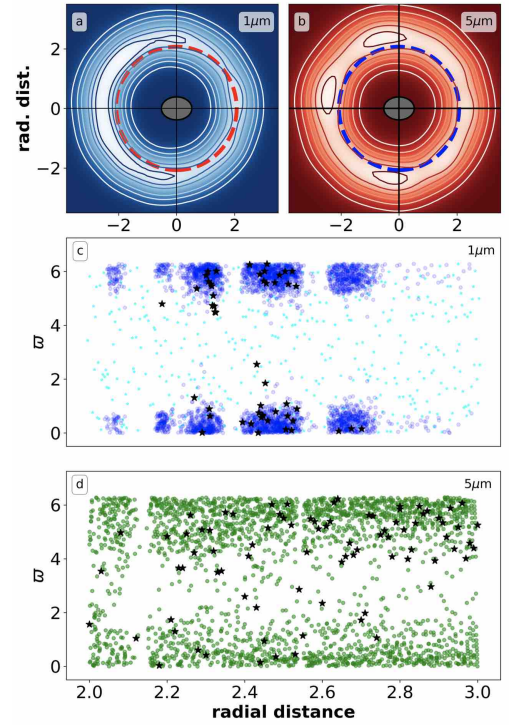 a 1μm b 5μm
rad. dist.
2
0
−2
−2 0 2 −2 0 2
c 1μm
ϖ
6
4
2
0
d 5μm
ϖ
6
4
2
0
2.0 2.2 2.4 2.6 2.8 3.0
radial distance